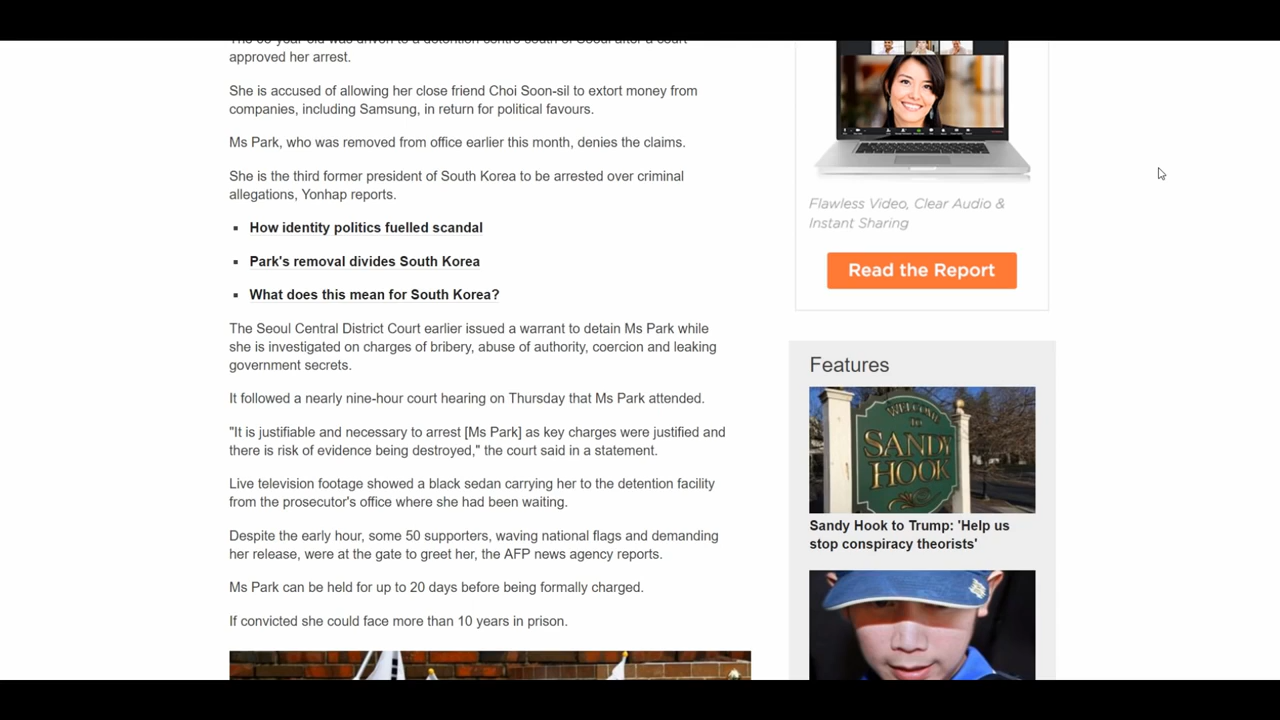 approved her arrest.
She is accused of allowing her close friend Choi Soon-sil to extort money from
companies, including Samsung, in return for political favours.
Ms Park, who was removed from office earlier this month, denies the claims.
She is the third former president of South Korea to be arrested over criminal
allegations, Yonhap reports.
How identity politics fuelled scandal
Park's removal divides South Korea
What does this mean for South Korea?
The Seoul Central District Court earlier issued a warrant to detain Ms Park while
she is investigated on charges of bribery, abuse of authority, coercion and leaking
government secrets.
It followed a nearly nine-hour court hearing on Thursday that Ms Park attended.
"It is justifiable and necessary to arrest [Ms Park] as key charges were justified and
there is risk of evidence being destroyed," the court said in a statement.
Live television footage showed a black sedan carrying her to the detention facility
from the prosecutor's office where she had been waiting.
Despite the early hour, some 50 supporters, waving national flags and demanding
her release, were at the gate to greet her, the AFP news agency reports.
Ms Park can be held for up to 20 days before being formally charged.
If convicted she could face more than 10 years in prison.
Flawless Video, Clear Audio &
Instant Sharing
Read the Report
Features
WELCOME
TO
SANDY
HOOK
Sandy Hook to Trump: 'Help us
stop conspiracy theorists'